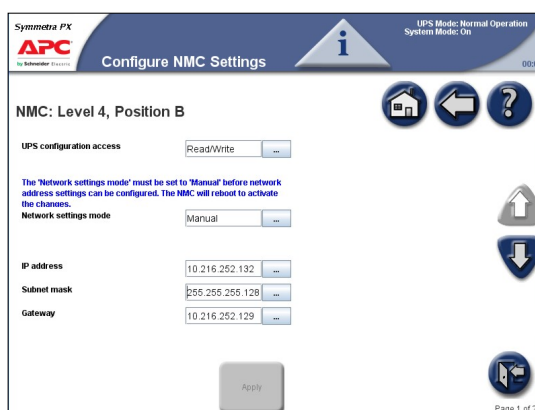 Symmetra PX
APC
by Schneider Electric
Configure NMC Settings
i
UPS Mode: Normal Operation
System Mode: On
NMC: Level 4, Position B
?
UPS configuration access
Read/Write
...
The 'Network settings mode' must be set to 'Manual' before network
address settings can be configured. The NMC will reboot to activate
the changes.
Network settings mode
Manual
...
IP address
10.216.252.132
...
Subnet mask
255.255.255.128
...
Gateway
10.216.252.129
...
Apply
Page 1 of